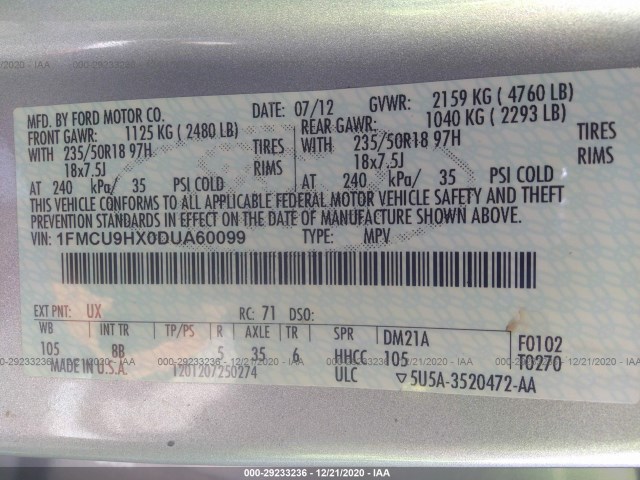 MFD. BY FORD MOTOR CO. DATE: 07/12 GVWR: 2159 KG ( 4760 LB)
FRONT GAWR: 1125 KG ( 2480 LB) REAR GAWR: 1040 KG ( 2293 LB)
WITH 235/50R18 97H TIRES WITH 235/50R18 97H TIRES
18x7.5J RIMS 18x7.5J RIMS
AT 240 kPa/ 35 PSI COLD AT 240 kPa/ 35 PSI COLD
THIS VEHICLE CONFORMS TO ALL APPLICABLE FEDERAL MOTOR VEHICLE SAFETY AND THEFT
PREVENTION STANDARDS IN EFFECT ON THE DATE OF MANUFACTURE SHOWN ABOVE.
VIN: 1FMCU9HX0DUA60099 TYPE: MPV
EXT PNT: UX RC: 71 DSO:
WB INT TR TP/PS R AXLE TR SPR DM21A F0102
105 8B 5 35 6 HHCC 105 T0270
MADE IN U.S.A. 1201207250274 ULC ▽5U5A-3520472-AA
000-29233236 - 12/21/2020 - IAA